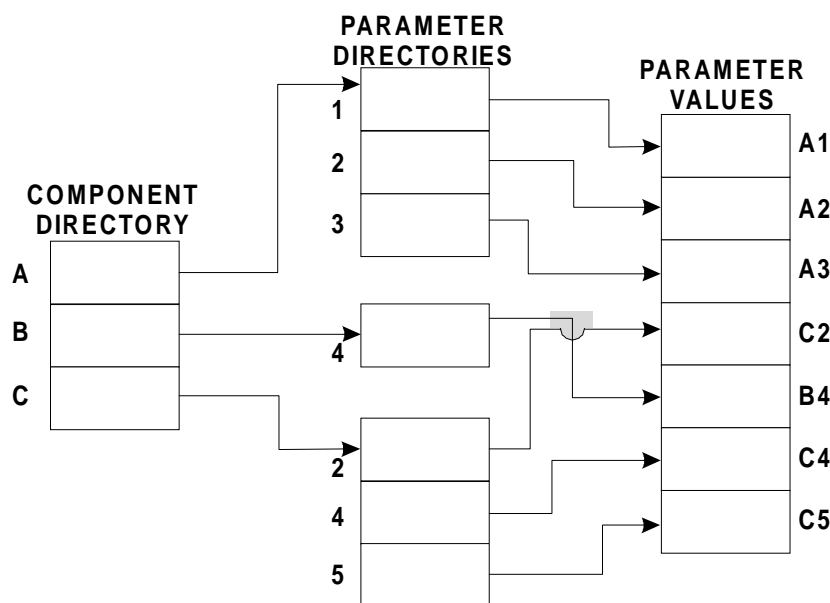 PARAMETER
DIRECTORIES
PARAMETER
VALUES
COMPONENT
DIRECTORY
A
B
C
1
2
3
4
2
4
5
A1
A2
A3
C2
B4
C4
C5